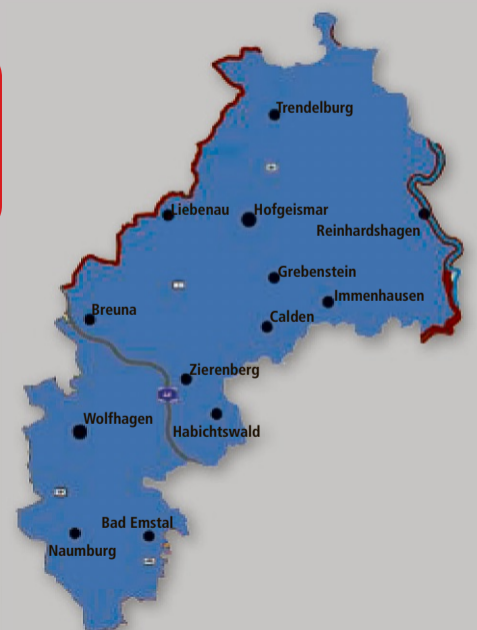 Trendelburg
Liebenau
Hofgeismar
Reinhardshagen
Grebenstein
Immenhausen
Breuna
Calden
Zierenberg
Wolfhagen
Habichtswald
Bad Emstal
Naumburg